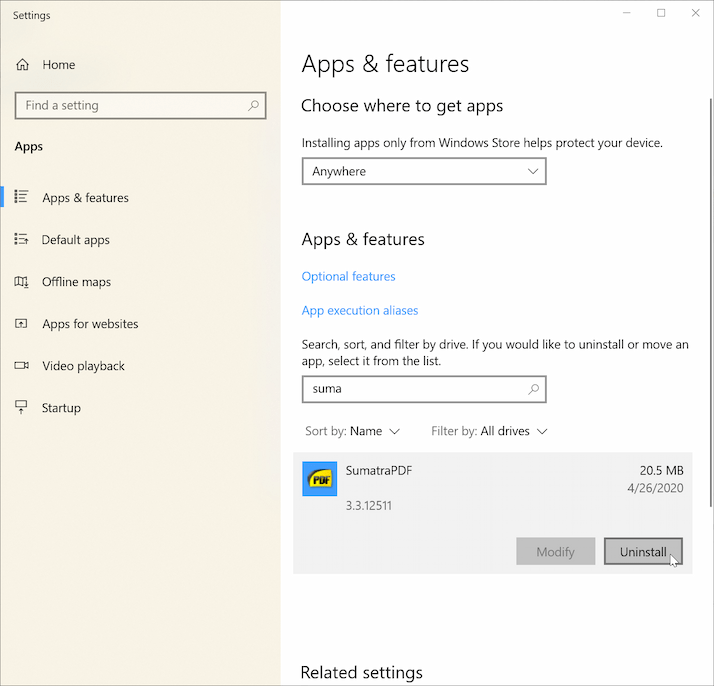 Settings
Home
Find a setting
Apps
Apps & features
Default apps
Offline maps
Apps for websites
Video playback
Startup
Apps & features
Choose where to get apps
Installing apps only from Windows Store helps protect your device.
Anywhere
Apps & features
Optional features
App execution aliases
Search, sort, and filter by drive. If you would like to uninstall or move an
app, select it from the list.
suma
Sort by: Name Filter by: All drives
PDF
SumatraPDF 20.5 MB
4/26/2020
3.3.12511
Modify Uninstall
Related settings